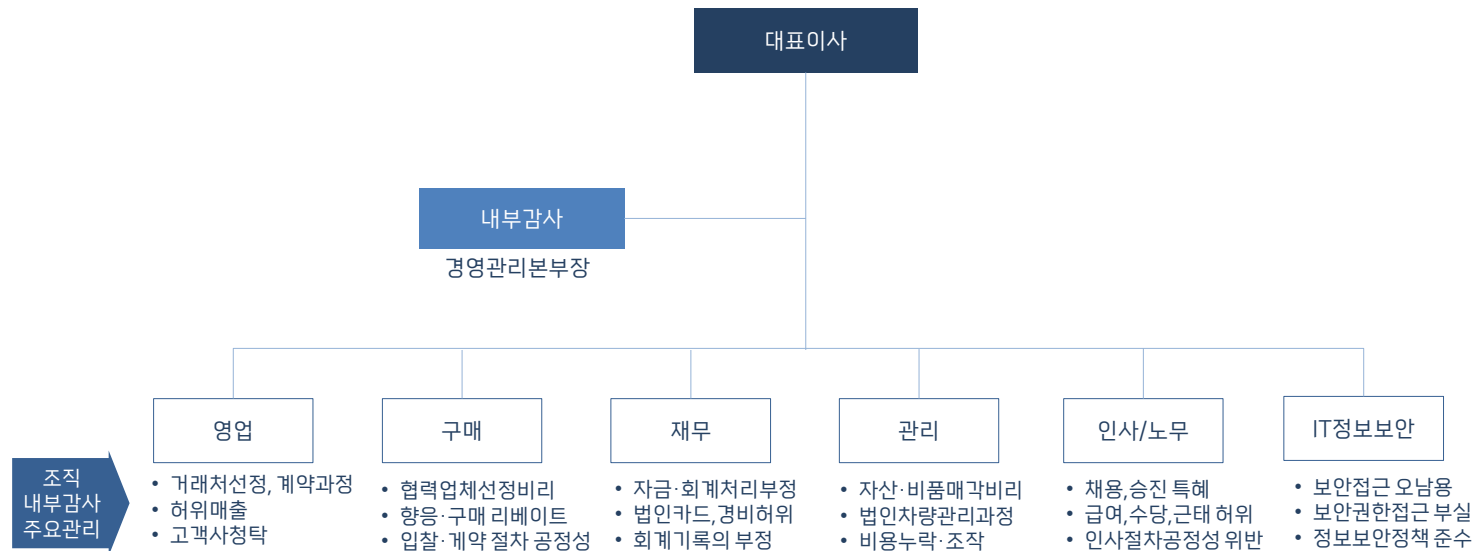 대표이사
내부감사
경영관리본부장
영업
구매
재무
관리
인사/노무
IT정보보안
조직
내부감사
주요관리
• 거래처선정, 계약과정
• 허위매출
• 고객사청탁
• 협력업체선정비리
• 향응·구매 리베이트
• 입찰·계약 절차 공정성
• 자금·회계처리부정
• 법인카드,경비허위
• 회계기록의 부정
• 자산·비품매각비리
• 법인차량관리과정
• 비용누락·조작
• 채용,승진 특혜
• 급여,수당,근태 허위
• 인사절차공정성 위반
• 보안접근 오남용
• 보안권한접근 부실
• 정보보안정책 준수